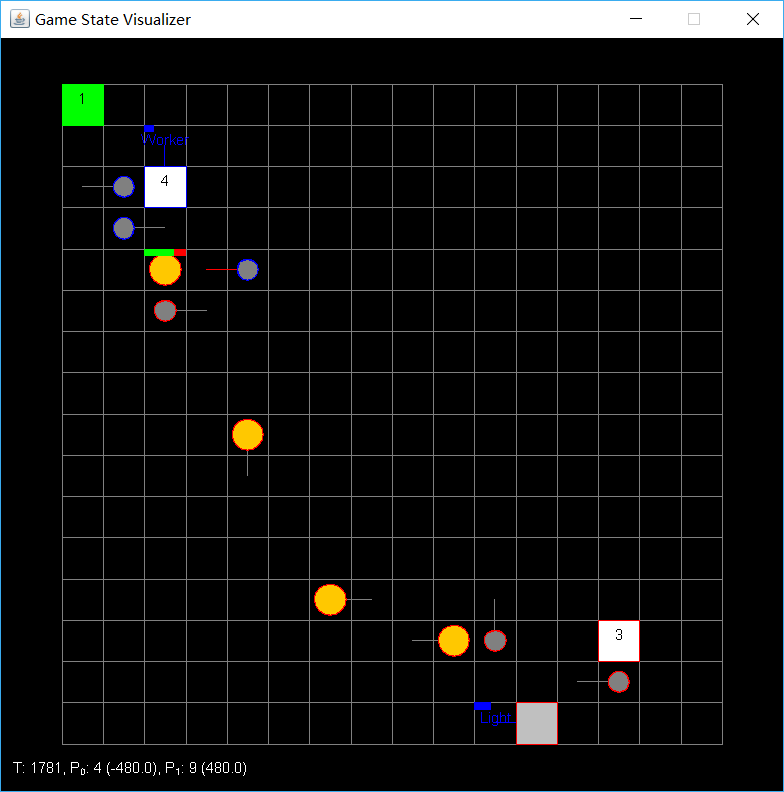 Game State Visualizer
1
Worker
4
3
Light
T: 1781, P₀: 4 (-480.0), P₁: 9 (480.0)